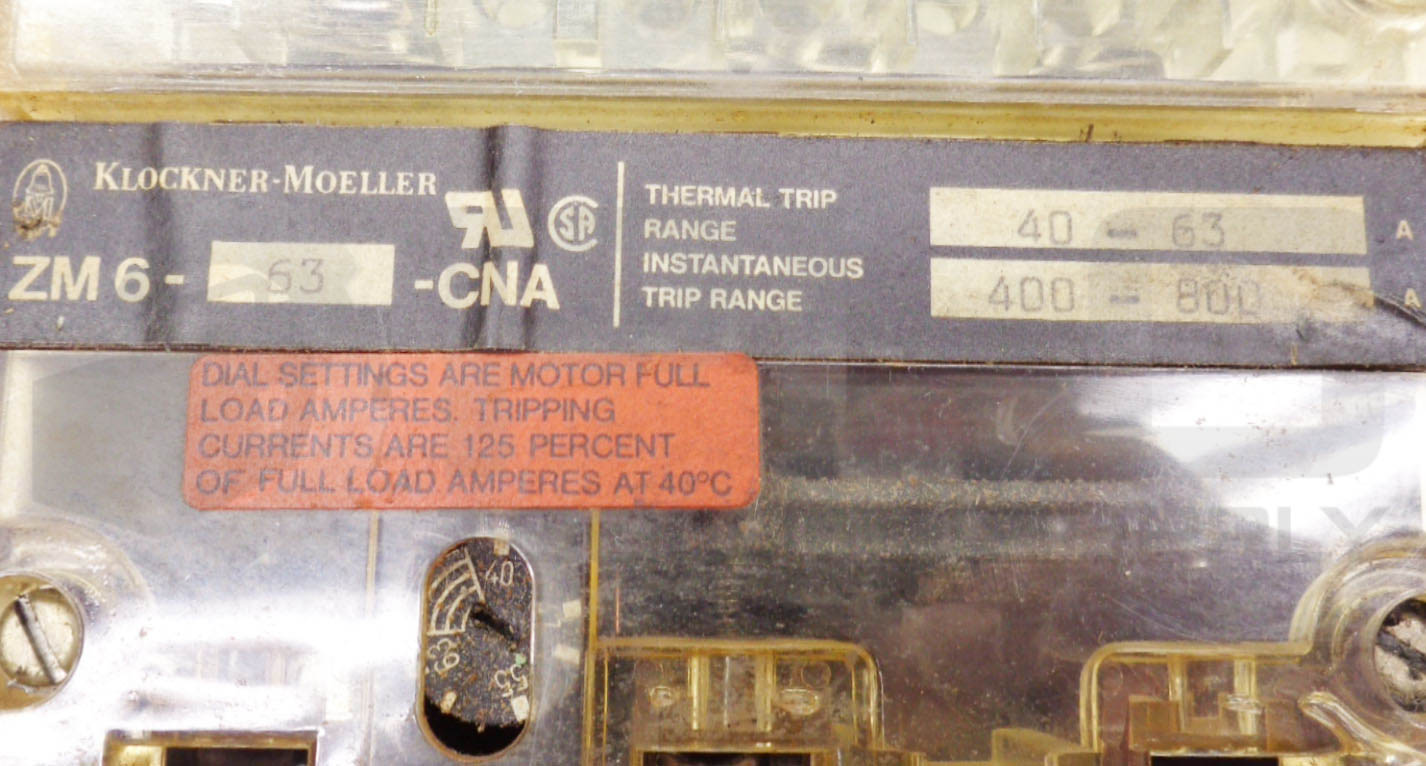 KLOCKNER-MOELLER
ZM 6- 63 -CNA
THERMAL TRIP
RANGE
40 - 63 A
INSTANTANEOUS
TRIP RANGE
400 - 800 A
DIAL SETTINGS ARE MOTOR FULL
LOAD AMPERES. TRIPPING
CURRENTS ARE 125 PERCENT
OF FULL LOAD AMPERES AT 40°C
40
63